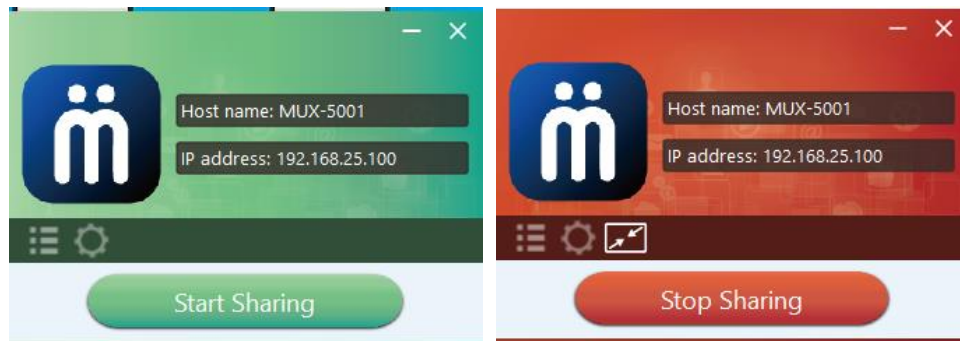 Host name: MUX-5001
IP address: 192.168.25.100
Start Sharing
Host name: MUX-5001
IP address: 192.168.25.100
Stop Sharing